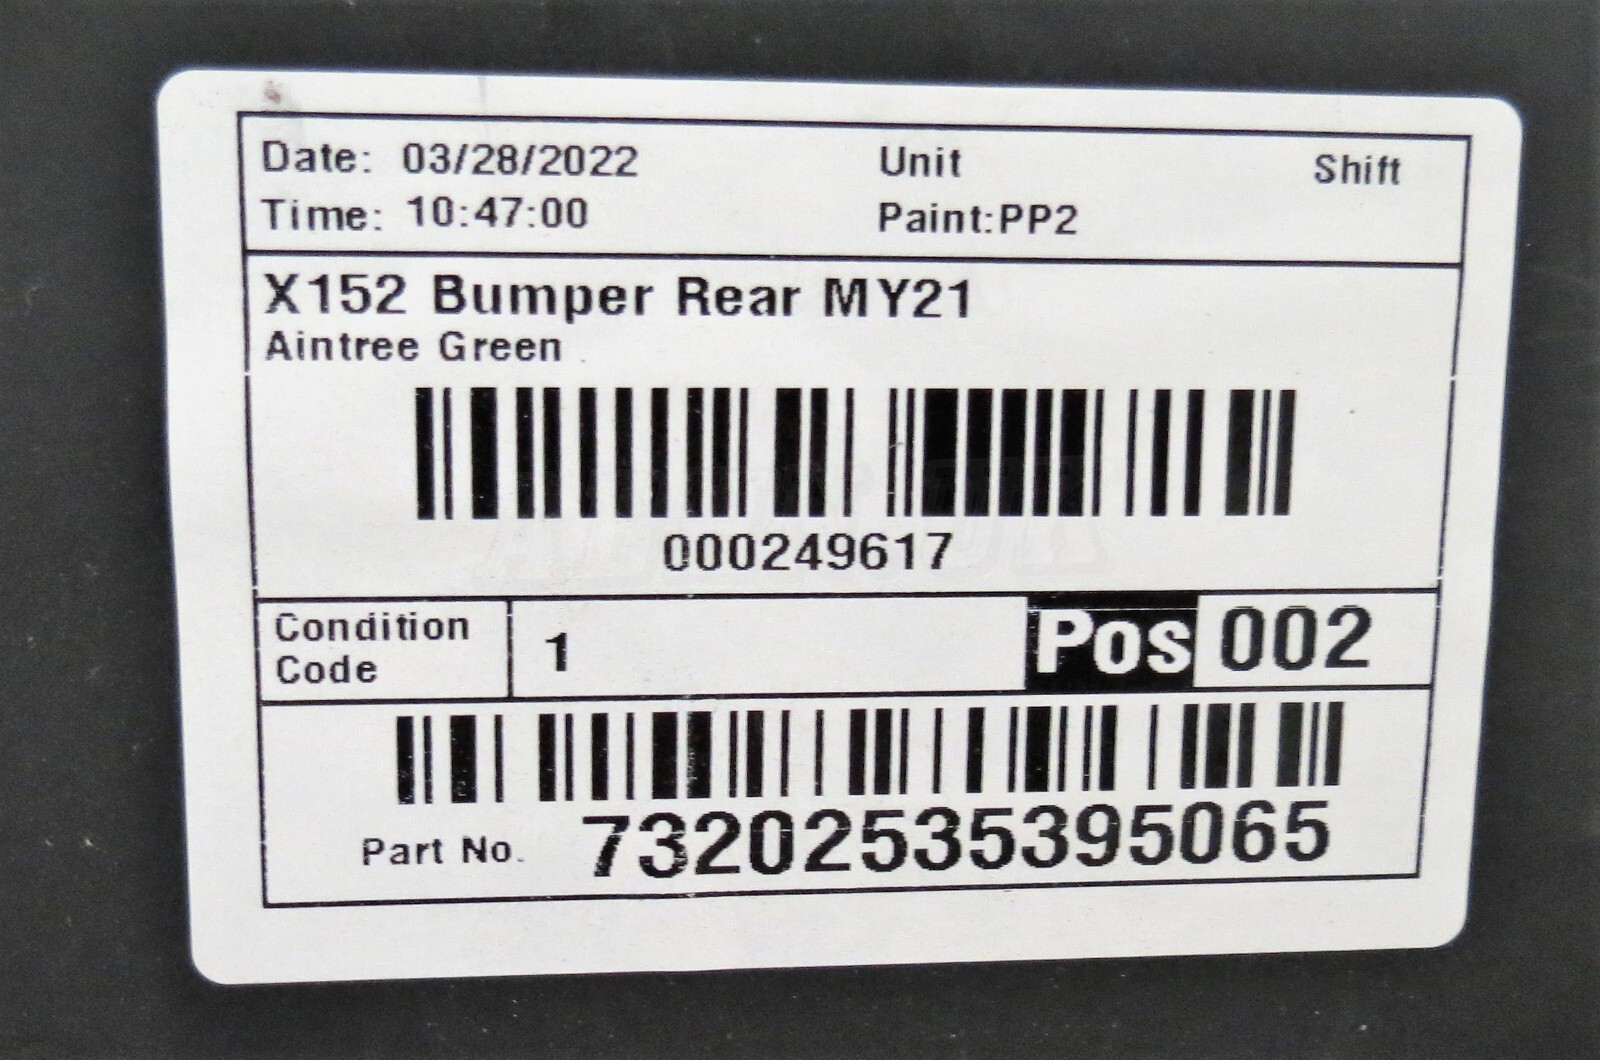 Date: 03/28/2022 Unit Shift
Time: 10:47:00 Paint:PP2
X152 Bumper Rear MY21
Aintree Green
000249617
Condition Code 1 Pos 002
Part No. 73202535395065